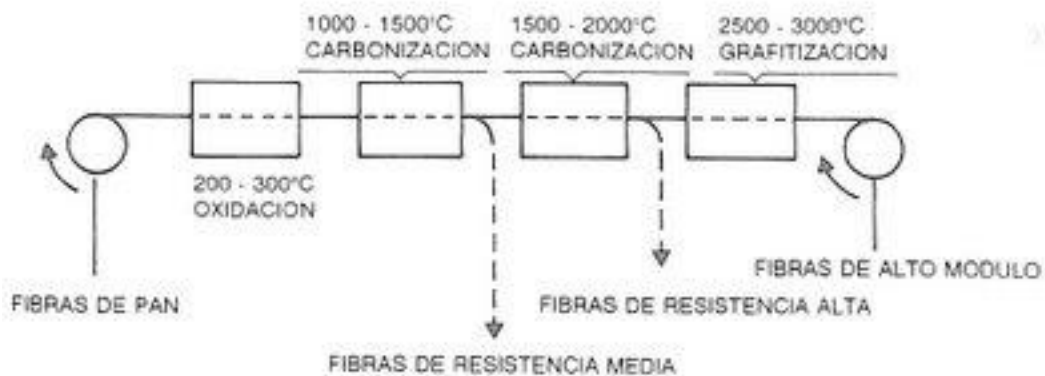 1000 - 1500°C
CARBONIZACION
1500 - 2000°C
CARBONIZACION
2500 - 3000°C
GRAFITIZACION
200 - 300°C
OXIDACION
FIBRAS DE PAN
FIBRAS DE RESISTENCIA MEDIA
FIBRAS DE RESISTENCIA ALTA
FIBRAS DE ALTO MODULO